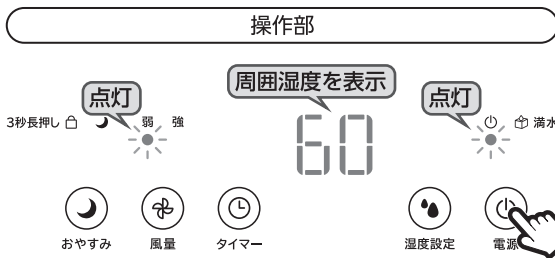 操作部
周囲湿度を表示
点灯
点灯
3秒長押し 弱 強
満水
60
おやすみ 風量 タイマー 湿度設定 電源